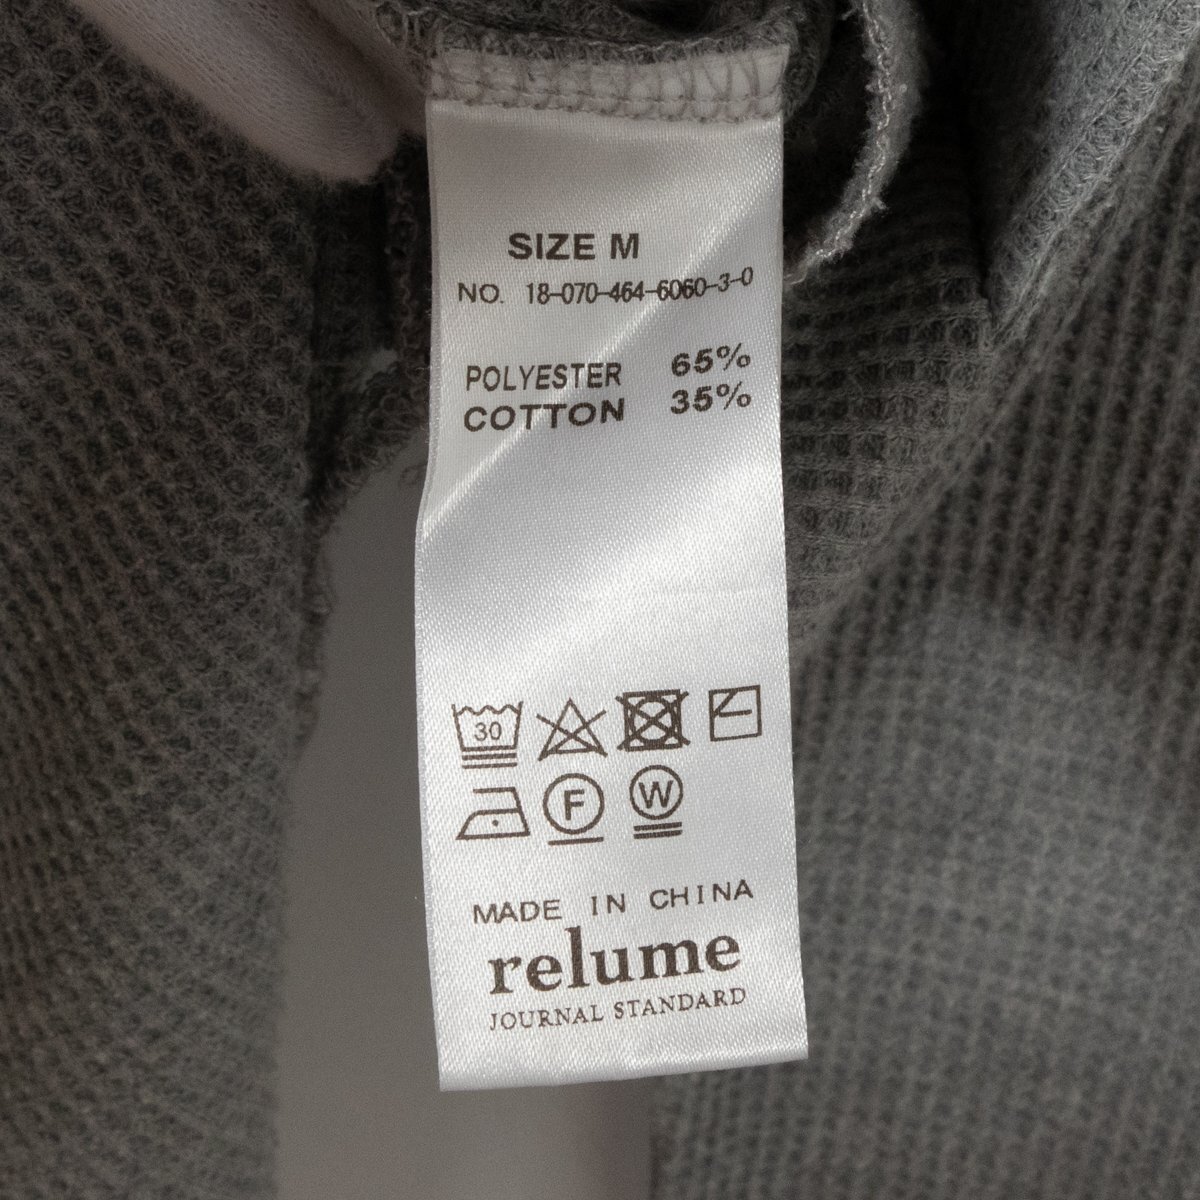 SIZE M
NO. 18-070-464-6060-3-0
POLYESTER 65%
COTTON 35%
30
F W
MADE IN CHINA
relume
JOURNAL STANDARD